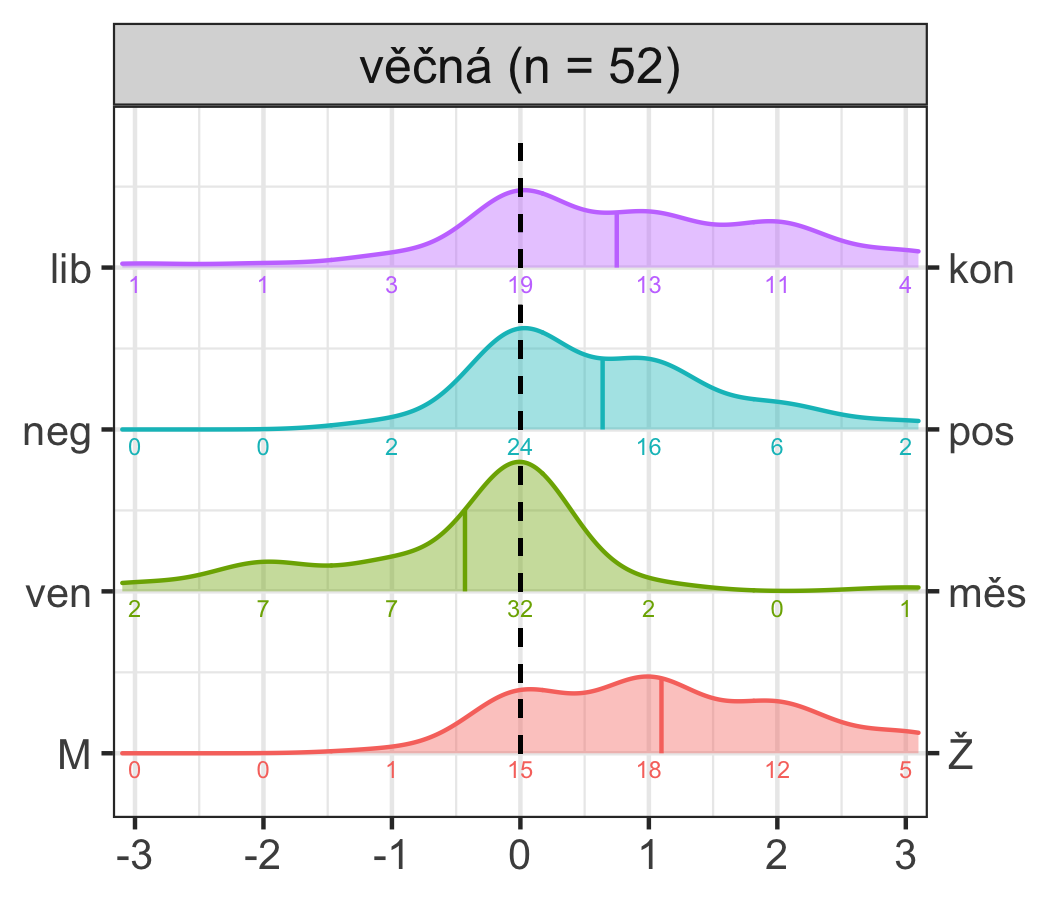 věčná (n = 52)
lib kon
1 1 3 19 13 11 4
neg pos
0 0 2 24 16 6 2
ven měs
2 7 7 32 2 0 1
M Ž
0 0 1 15 18 12 5
-3 -2 -1 0 1 2 3